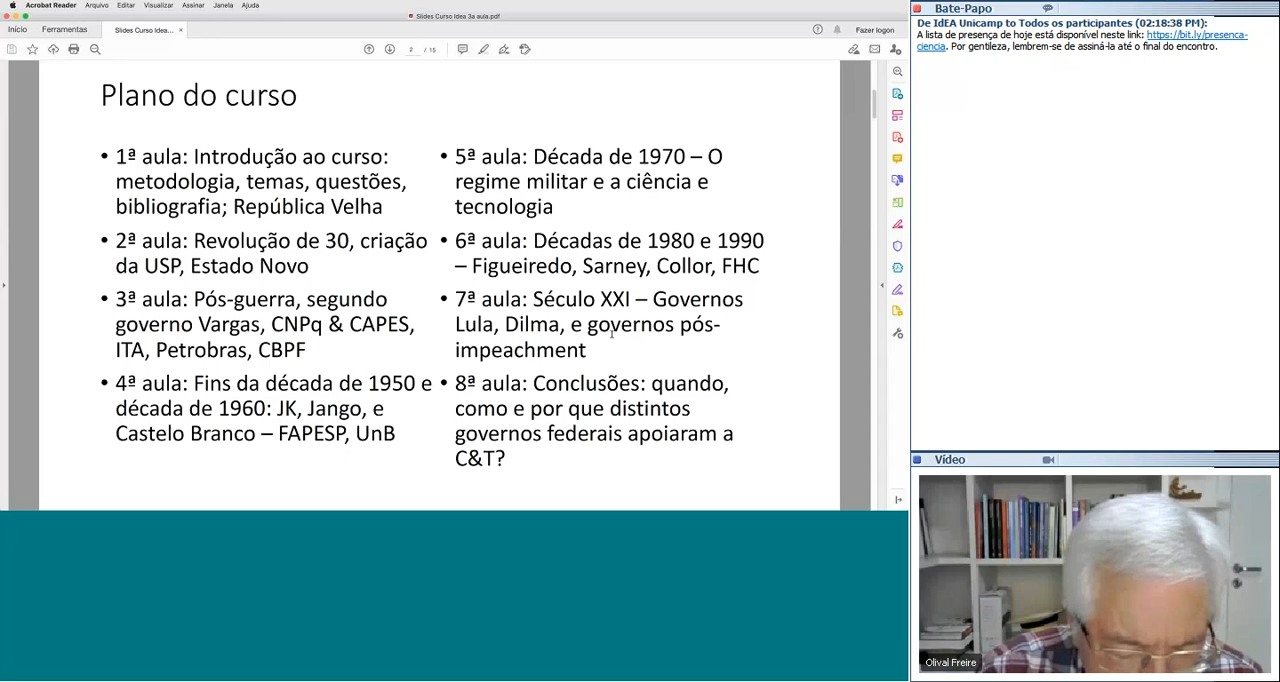 Acrobat Reader Arquivo Editar Visualizar Assinar Janela Ajuda
Slides Curso Idea 3a aula.pdf
Início Ferramentas Slides Curso Idea... × Fazer logon
2 / 15
Plano do curso
• 1ª aula: Introdução ao curso:
metodologia, temas, questões,
bibliografia; República Velha
• 2ª aula: Revolução de 30, criação
da USP, Estado Novo
• 3ª aula: Pós-guerra, segundo
governo Vargas, CNPq & CAPES,
ITA, Petrobras, CBPF
• 4ª aula: Fins da década de 1950 e
década de 1960: JK, Jango, e
Castelo Branco – FAPESP, UnB
• 5ª aula: Década de 1970 – O
regime militar e a ciência e
tecnologia
• 6ª aula: Décadas de 1980 e 1990
– Figueiredo, Sarney, Collor, FHC
• 7ª aula: Século XXI – Governos
Lula, Dilma, e governos pós-
impeachment
• 8ª aula: Conclusões: quando,
como e por que distintos
governos federais apoiaram a
C&T?
Bate-Papo
De IdEA Unicamp to Todos os participantes (02:18:38 PM):
A lista de presença de hoje está disponível neste link: https://bit.ly/presenca-
ciencia. Por gentileza, lembrem-se de assiná-la até o final do encontro.
Vídeo
Olival Freire